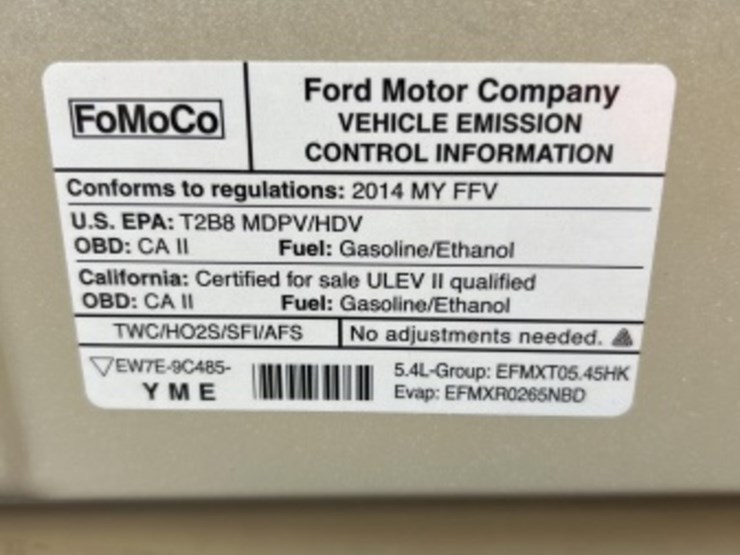 FoMoCo
Ford Motor Company
VEHICLE EMISSION
CONTROL INFORMATION
Conforms to regulations: 2014 MY FFV
U.S. EPA: T2B8 MDPV/HDV
OBD: CA II Fuel: Gasoline/Ethanol
California: Certified for sale ULEV II qualified
OBD: CA II Fuel: Gasoline/Ethanol
TWC/HO2S/SFI/AFS No adjustments needed.
EW7E-9C485-
YME
5.4L-Group: EFMXT05.45HK
Evap: EFMXR0265NBD